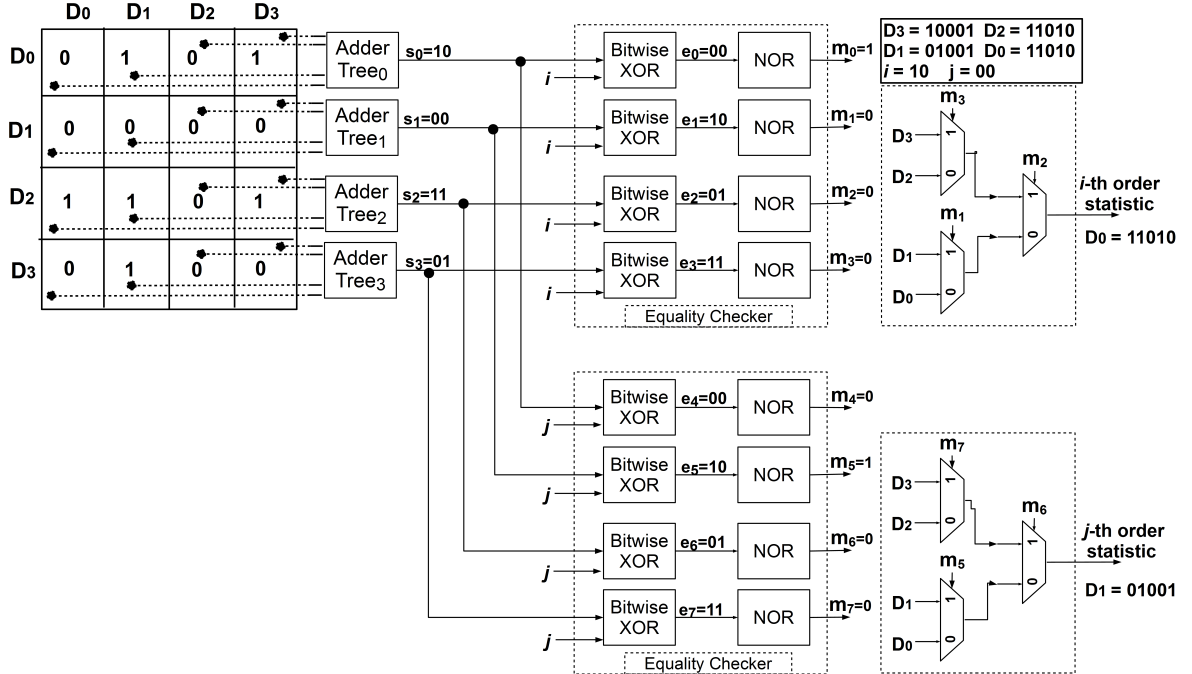 D0 D1 D2 D3
D0 0 1 0 1
D1 0 0 0 0
D2 1 1 0 1
D3 0 1 0 0
Adder Tree0
Adder Tree1
Adder Tree2
Adder Tree3
s0=10
s1=00
s2=11
s3=01
i
Bitwise XOR
e0=00
NOR
m0=1
i
Bitwise XOR
e1=10
NOR
m1=0
i
Bitwise XOR
e2=01
NOR
m2=0
i
Bitwise XOR
e3=11
NOR
m3=0
Equality Checker
D3 = 10001 D2 = 11010
D1 = 01001 D0 = 11010
i = 10 j = 00
m3
D3
1
D2
0
m1
D1
1
D0
0
m2
1
0
i-th order
statistic
D0 = 11010
j
Bitwise XOR
e4=00
NOR
m4=0
j
Bitwise XOR
e5=10
NOR
m5=1
j
Bitwise XOR
e6=01
NOR
m6=0
j
Bitwise XOR
e7=11
NOR
m7=0
Equality Checker
m7
D3
1
D2
0
m5
D1
1
D0
0
m6
1
0
j-th order
statistic
D1 = 01001